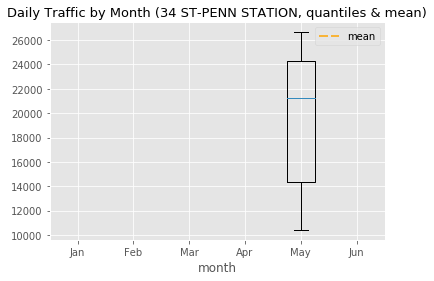 Daily Traffic by Month (34 ST-PENN STATION, quantiles & mean)
mean
26000
24000
22000
20000
18000
16000
14000
12000
10000
Jan Feb Mar Apr May Jun
month